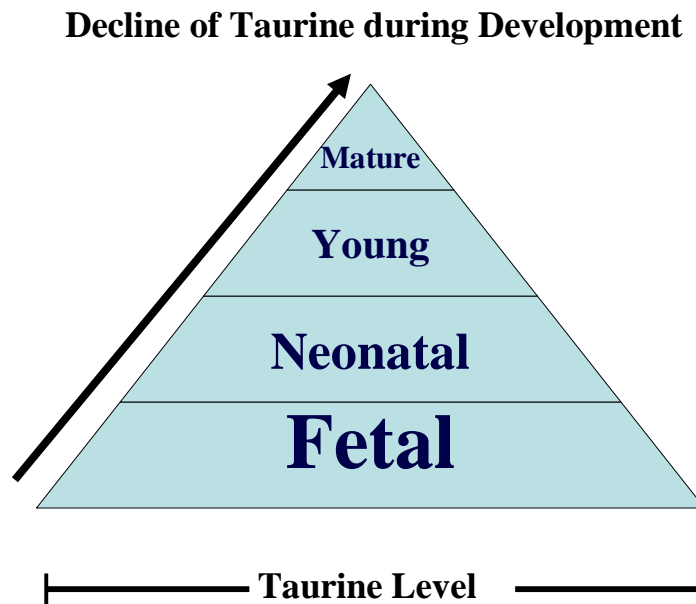 Decline of Taurine during Development
Mature
Young
Neonatal
Fetal
Taurine Level